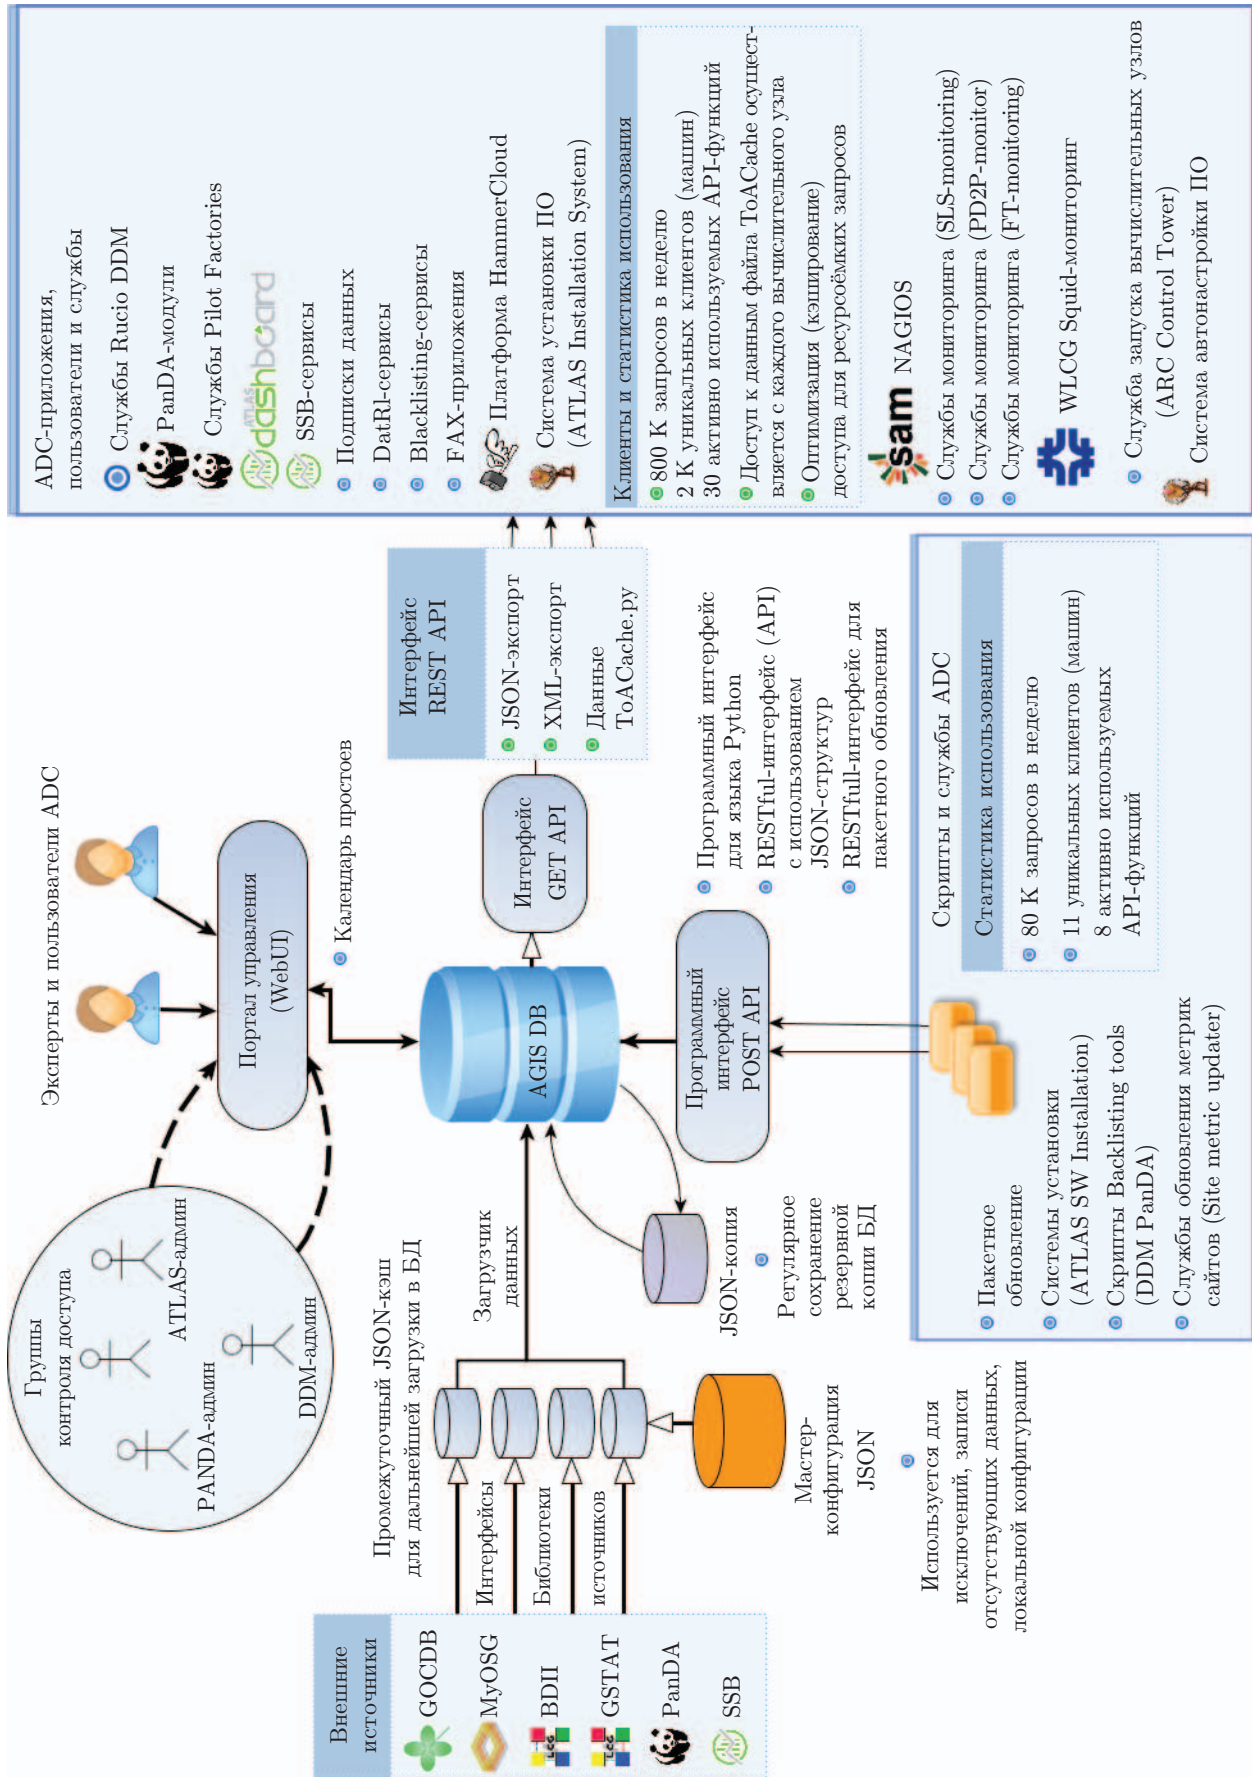 Группы
контроля доступа
PANDA-админ
ATLAS-админ
DDM-админ
Эксперты и пользователи ADC
Портал управления
(WebUI)
Календарь простоев
Внешние
источники
GOCDB
MyOSG
BDII
GSTAT
PanDA
SSB
LCG
LCG
Промежуточный JSON-кэш
для дальнейшей загрузки в БД
Интерфейсы
Библиотеки
источников
Загрузчик
данных
Мастер-
конфигурация
JSON
Используется для
исключений, записи
отсутствующих данных,
локальной конфигурации
AGIS DB
JSON-копия
Регулярное
сохранение
резервной
копии БД
Интерфейс
GET API
Интерфейс
REST API
JSON-экспорт
XML-экспорт
Данные
ToACache.py
Программный
интерфейс
POST API
Программный интерфейс
для языка Python
RESTful-интерфейс (API)
с использованием
JSON-структур
RESTfull-интерфейс для
пакетного обновления
Скрипты и службы ADC
Статистика использования
80 K запросов в неделю
11 уникальных клиентов (машин)
8 активно используемых
API-функций
Пакетное
обновление
Системы установки
(ATLAS SW Installation)
Скрипты Backlisting tools
(DDM PanDA)
Службы обновления метрик
сайтов (Site metric updater)
ADC-приложения,
пользователи и службы
Службы Rucio DDM
PanDA-модули
Службы Pilot Factories
ATLAS
dashboard
SSB-сервисы
Подписки данных
DatRI-сервисы
Blacklisting-сервисы
FAX-приложения
Платформа HammerCloud
Система установки ПО
(ATLAS Installation System)
Клиенты и статистика использования
800 K запросов в неделю
2 K уникальных клиентов (машин)
30 активно используемых API-функций
Доступ к данным файла ToACache осущест-
вляется с каждого вычислительного узла
Оптимизация (кэширование)
доступа для ресурсоёмких запросов
sam NAGIOS
Службы мониторинга (SLS-monitoring)
Службы мониторинга (PD2P-monitor)
Службы мониторинга (FT-monitoring)
WLCG Squid-мониторинг
Служба запуска вычислительных узлов
(ARC Control Tower)
Система автонастройки ПО